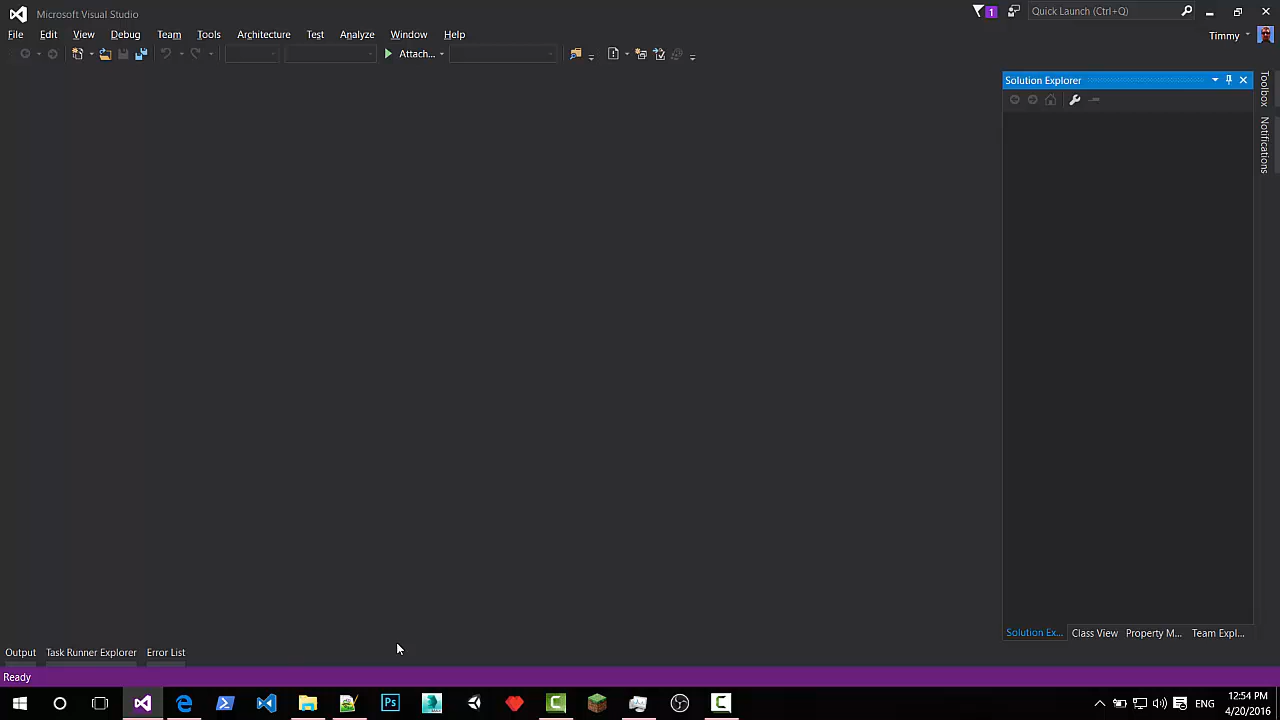 Microsoft Visual Studio
1
Quick Launch (Ctrl+Q)
File Edit View Debug Team Tools Architecture Test Analyze Window Help
Timmy
Attach...
Solution Explorer
Toolbox
Notifications
Solution Ex... Class View Property M... Team Expl...
Output Task Runner Explorer Error List
Ready
Ps
ENG
12:54 PM
4/20/2016